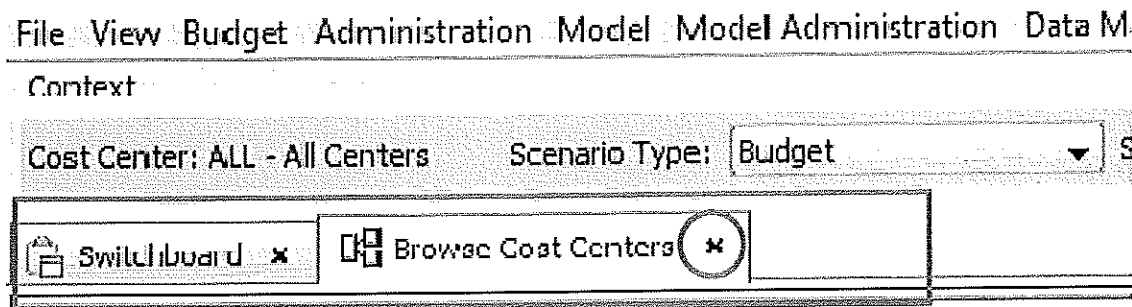 File View Budget Administration Model Model Administration Data M
Context
Cost Center: ALL - All Centers Scenario Type: Budget S
Switchboard x Browse Cost Centers x